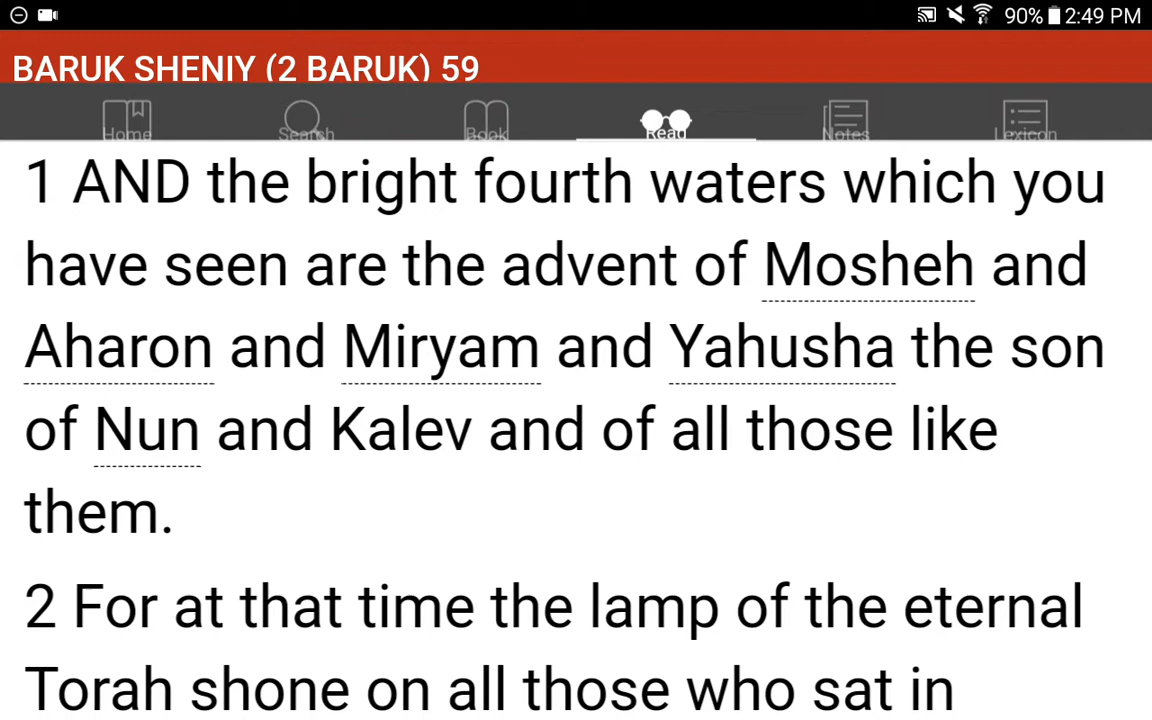 90% 2:49 PM
BARUK SHENIY (2 BARUK) 59
Home Search Book Read Notes Lexicon
1 AND the bright fourth waters which you
have seen are the advent of Mosheh and
Aharon and Miryam and Yahusha the son
of Nun and Kalev and of all those like
them.
2 For at that time the lamp of the eternal
Torah shone on all those who sat in